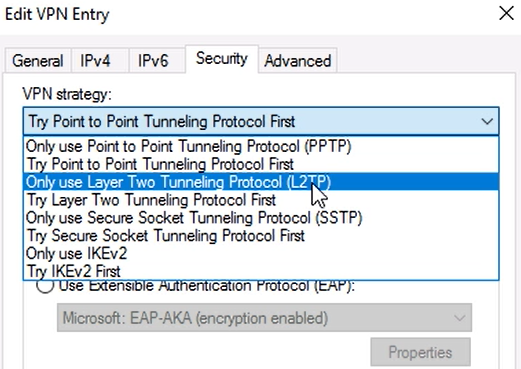 Edit VPN Entry
General IPv4 IPv6 Security Advanced
VPN strategy:
Try Point to Point Tunneling Protocol First
Only use Point to Point Tunneling Protocol (PPTP)
Try Point to Point Tunneling Protocol First
Only use Layer Two Tunneling Protocol (L2TP)
Try Layer Two Tunneling Protocol First
Only use Secure Socket Tunneling Protocol (SSTP)
Try Secure Socket Tunneling Protocol First
Only use IKEv2
Try IKEv2 First
Use Extensible Authentication Protocol (EAP):
Microsoft: EAP-AKA (encryption enabled)
Properties